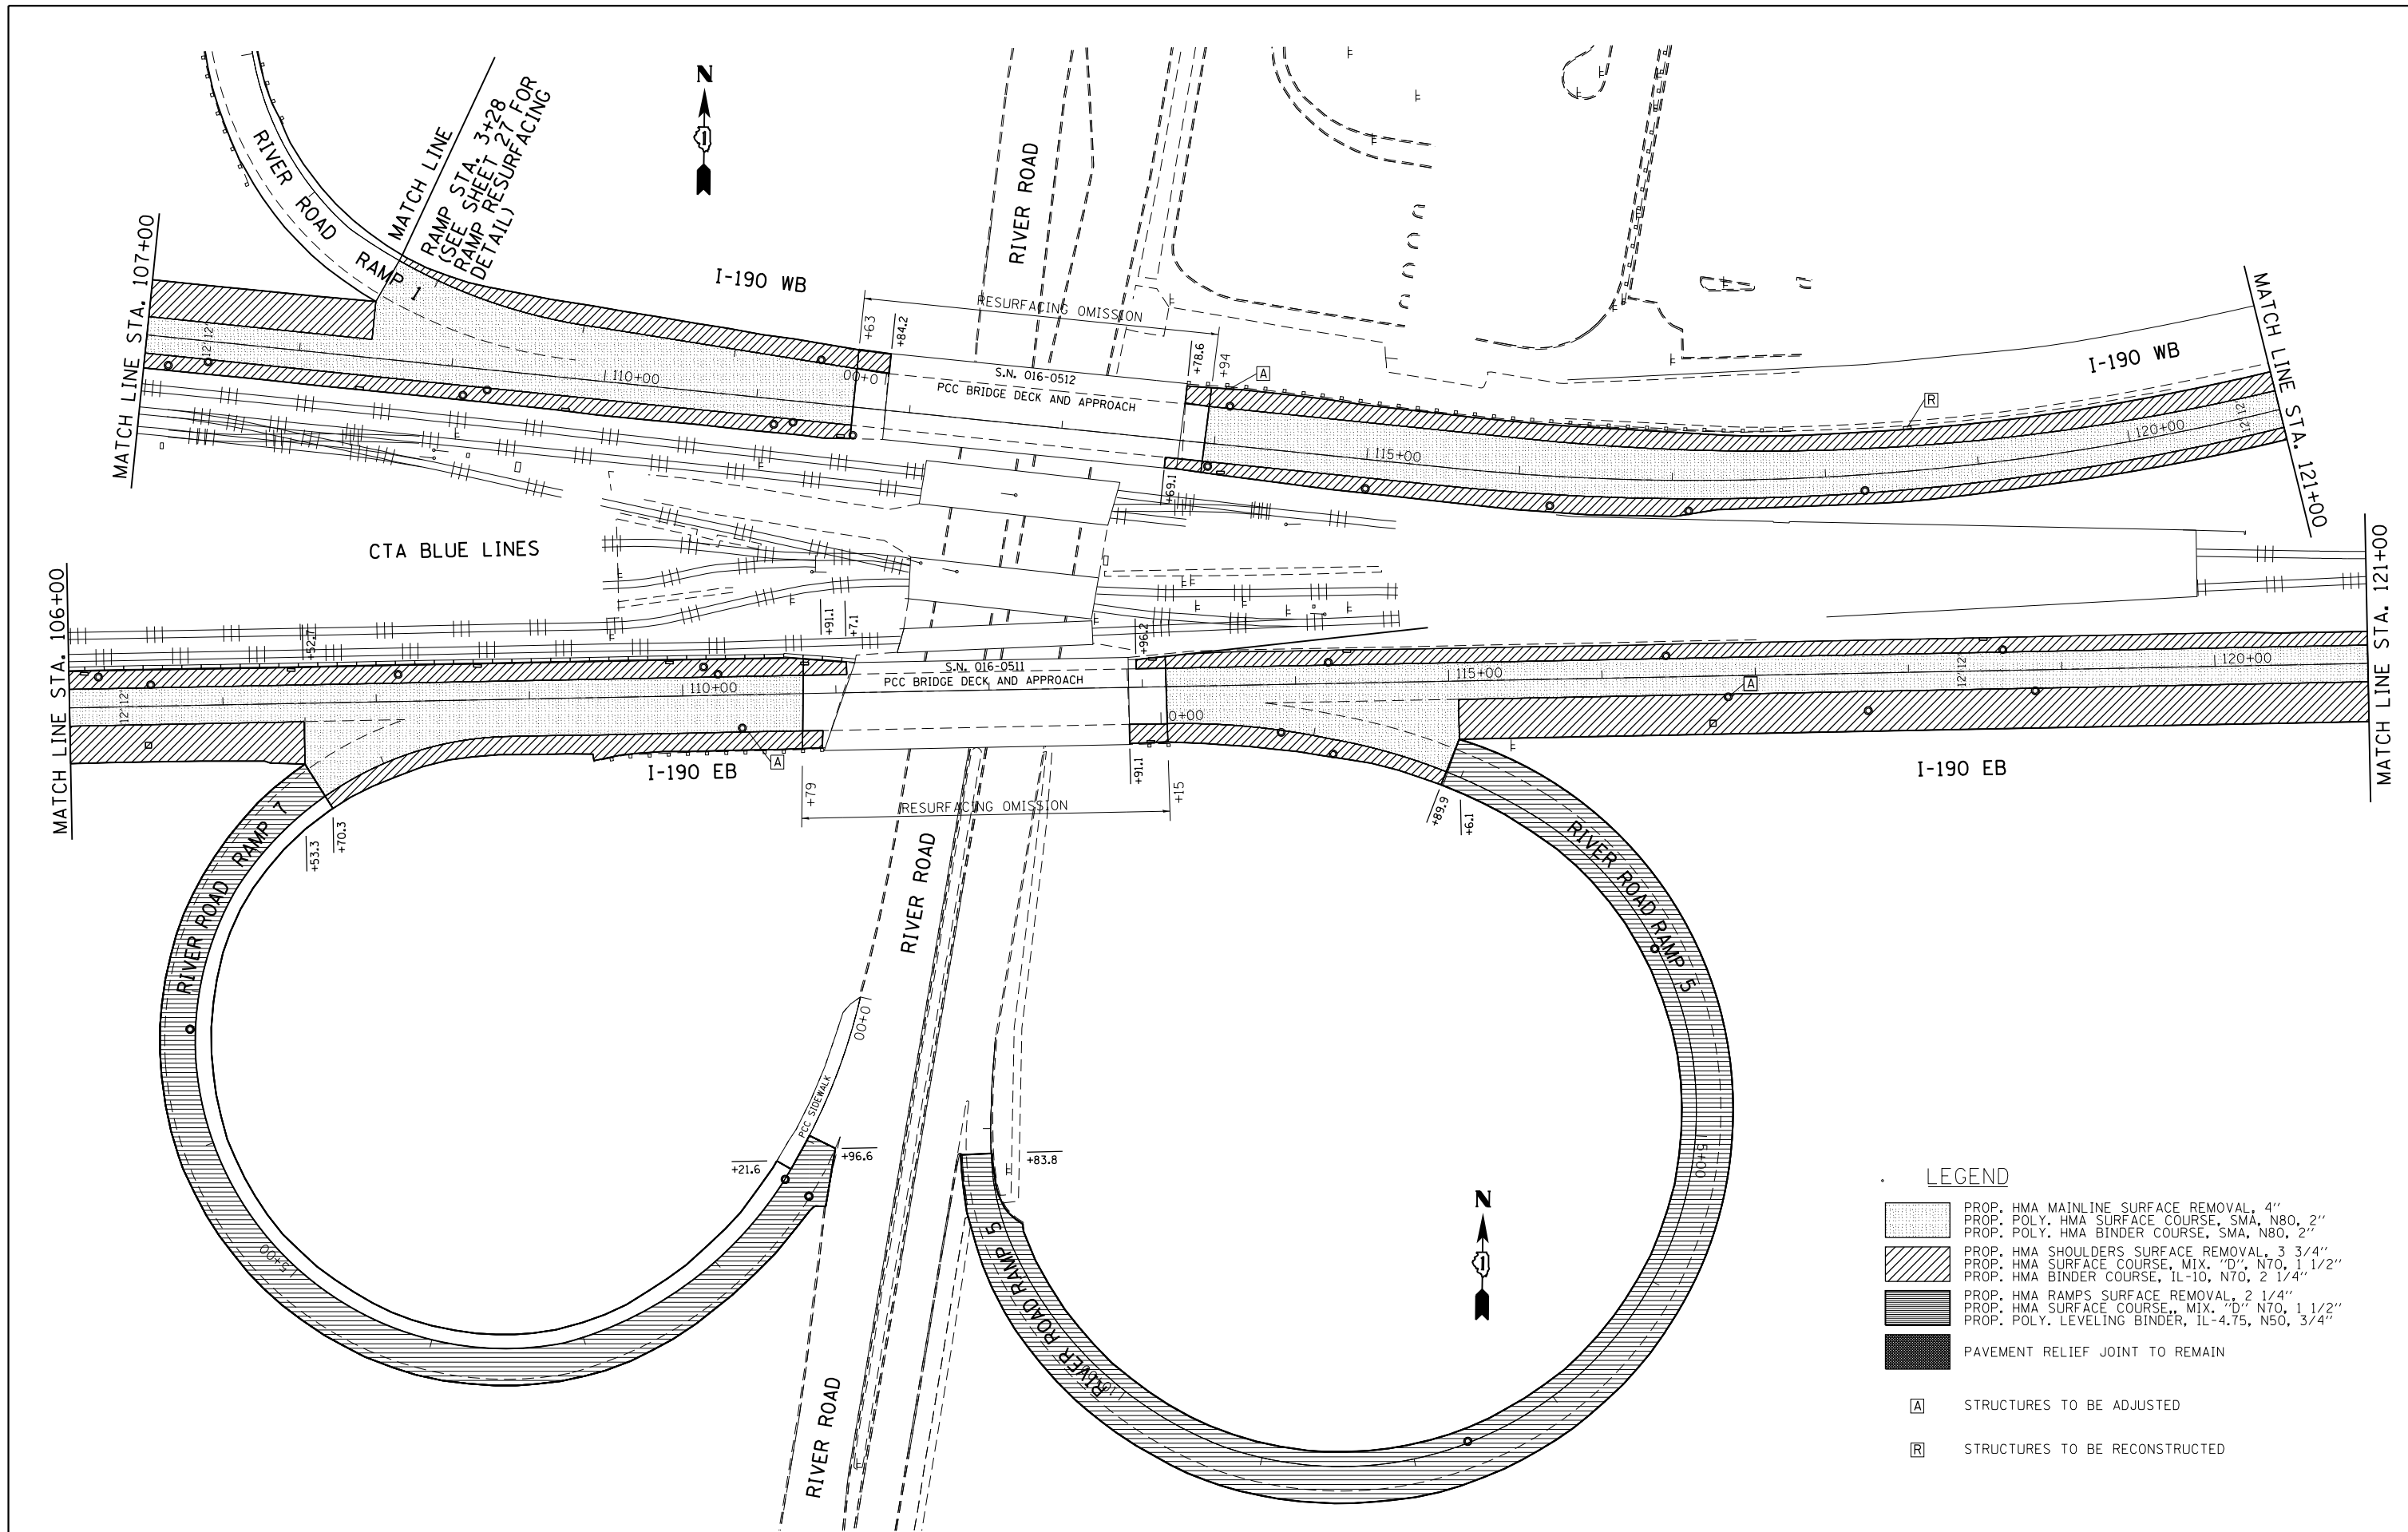 N
RIVER ROAD RAMP 1
MATCH LINE
RAMP STA. 3+28
(SEE SHEET 27 FOR
RAMP RESURFACING
DETAIL)
MATCH LINE STA. 107+00
I-190 WB
RIVER ROAD
RESURFACING OMISSION
+63
+84.2
+78.6
+94
A
S.N. 016-0512
PCC BRIDGE DECK AND APPROACH
12' 12'
110+00
0+00
115+00
R
I-190 WB
120+00
12' 12'
MATCH LINE STA. 121+00
+69.1
CTA BLUE LINES
MATCH LINE STA. 106+00
+52.7
+91.1
+7.1
+96.2
S.N. 016-0511
PCC BRIDGE DECK AND APPROACH
12' 12'
110+00
0+00
115+00
A
12' 12'
120+00
MATCH LINE STA. 121+00
I-190 EB
A
+79
RESURFACING OMISSION
+91.1
+15
+89.9
+6.1
I-190 EB
+53.3
+70.3
RIVER ROAD RAMP 7
RIVER ROAD
RIVER ROAD RAMP 5
0+00
PCC SIDEWALK
+21.6
+96.6
+83.8
5+00
5+00
RIVER ROAD RAMP 5
RIVER ROAD
N
LEGEND
PROP. HMA MAINLINE SURFACE REMOVAL, 4"
PROP. POLY. HMA SURFACE COURSE, SMA, N80, 2"
PROP. POLY. HMA BINDER COURSE, SMA, N80, 2"
PROP. HMA SHOULDERS SURFACE REMOVAL, 3 3/4"
PROP. HMA SURFACE COURSE, MIX. "D", N70, 1 1/2"
PROP. HMA BINDER COURSE, IL-10, N70, 2 1/4"
PROP. HMA RAMPS SURFACE REMOVAL, 2 1/4"
PROP. HMA SURFACE COURSE,, MIX. "D" N70, 1 1/2"
PROP. POLY. LEVELING BINDER, IL-4.75, N50, 3/4"
PAVEMENT RELIEF JOINT TO REMAIN
A STRUCTURES TO BE ADJUSTED
R STRUCTURES TO BE RECONSTRUCTED